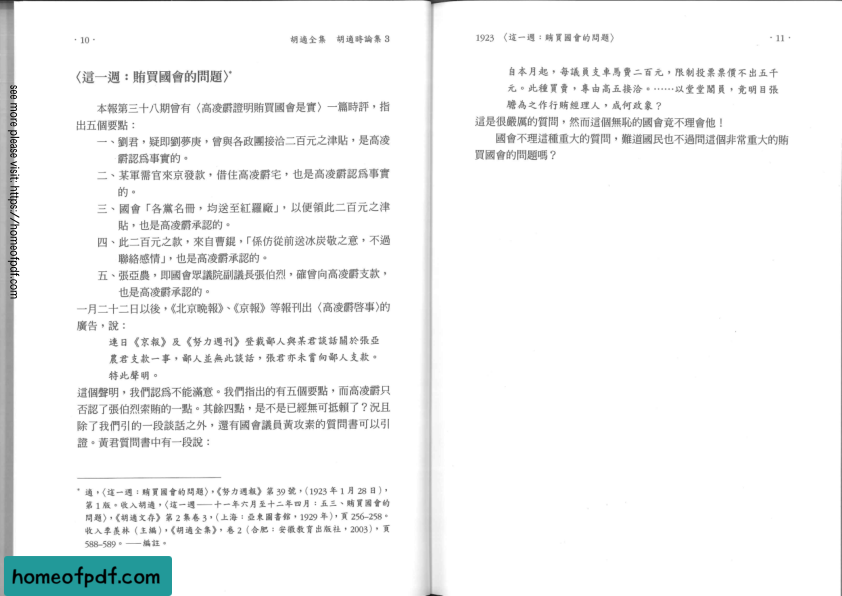 ·10·
胡適全集　胡適時論集3
〈這一週：賄買國會的問題〉*
本報第三十八期曾有〈高凌霨證明賄買國會是實〉一篇時評，指
出五個要點：
一、劉君，疑即劉夢庚，曾與各政團接洽二百元之津貼，是高凌
霨認爲事實的。
二、某軍需官來京發款，借住高凌霨宅，也是高凌霨認爲事實
的。
三、國會「各黨名冊，均送至紅羅廠」，以便領此二百元之津
貼，也是高凌霨承認的。
四、此二百元之款，來自曹錕，「係仿從前送冰炭敬之意，不過
聯絡感情」，也是高凌霨承認的。
五、張亞農，即國會眾議院副議長張伯烈，確曾向高凌霨支款，
也是高凌霨承認的。
一月二十二日以後，《北京晚報》、《京報》等報刊出〈高凌霨啓事〉的
廣告，說：
連日《京報》及《努力週刊》登載鄙人與某君談話關於張亞
農君支款一事，鄙人並無此談話，張君亦未嘗向鄙人支款。
特此聲明。
這個聲明，我們認爲不能滿意。我們指出的有五個要點，而高凌霨只
否認了張伯烈索賄的一點。其餘四點，是不是已經無可抵賴了？況且
除了我們引的一段談話之外，還有國會議員黃攻素的質問書可以引
證。黃君質問書中有一段說：
* 適，〈這一週：賄買國會的問題〉，《努力週報》第39號，(1923年1月28日)，
第1版。收入胡適，〈這一週——十一年六月至十二年四月：五三、賄買國會的
問題〉，《胡適文存》第2集卷3，(上海：亞東圖書館，1929年)，頁256–258。
收入季羨林（主編），《胡適全集》，卷2（合肥：安徽教育出版社，2003），頁
588–589。——編註。
1923　〈這一週：賄買國會的問題〉
·11·
自本月起，每議員支車馬費二百元，限制投票票價不出五千
元。此種買賣，專由高五接洽。……以堂堂閣員，竟明目張
膽為之作行賄經理人，成何政象？
這是很嚴厲的質問，然而這個無恥的國會竟不理會他！
國會不理這種重大的質問，難道國民也不過問這個非常重大的賄
買國會的問題嗎？
see more please visit: https://homeofpdf.com
homeofpdf.com